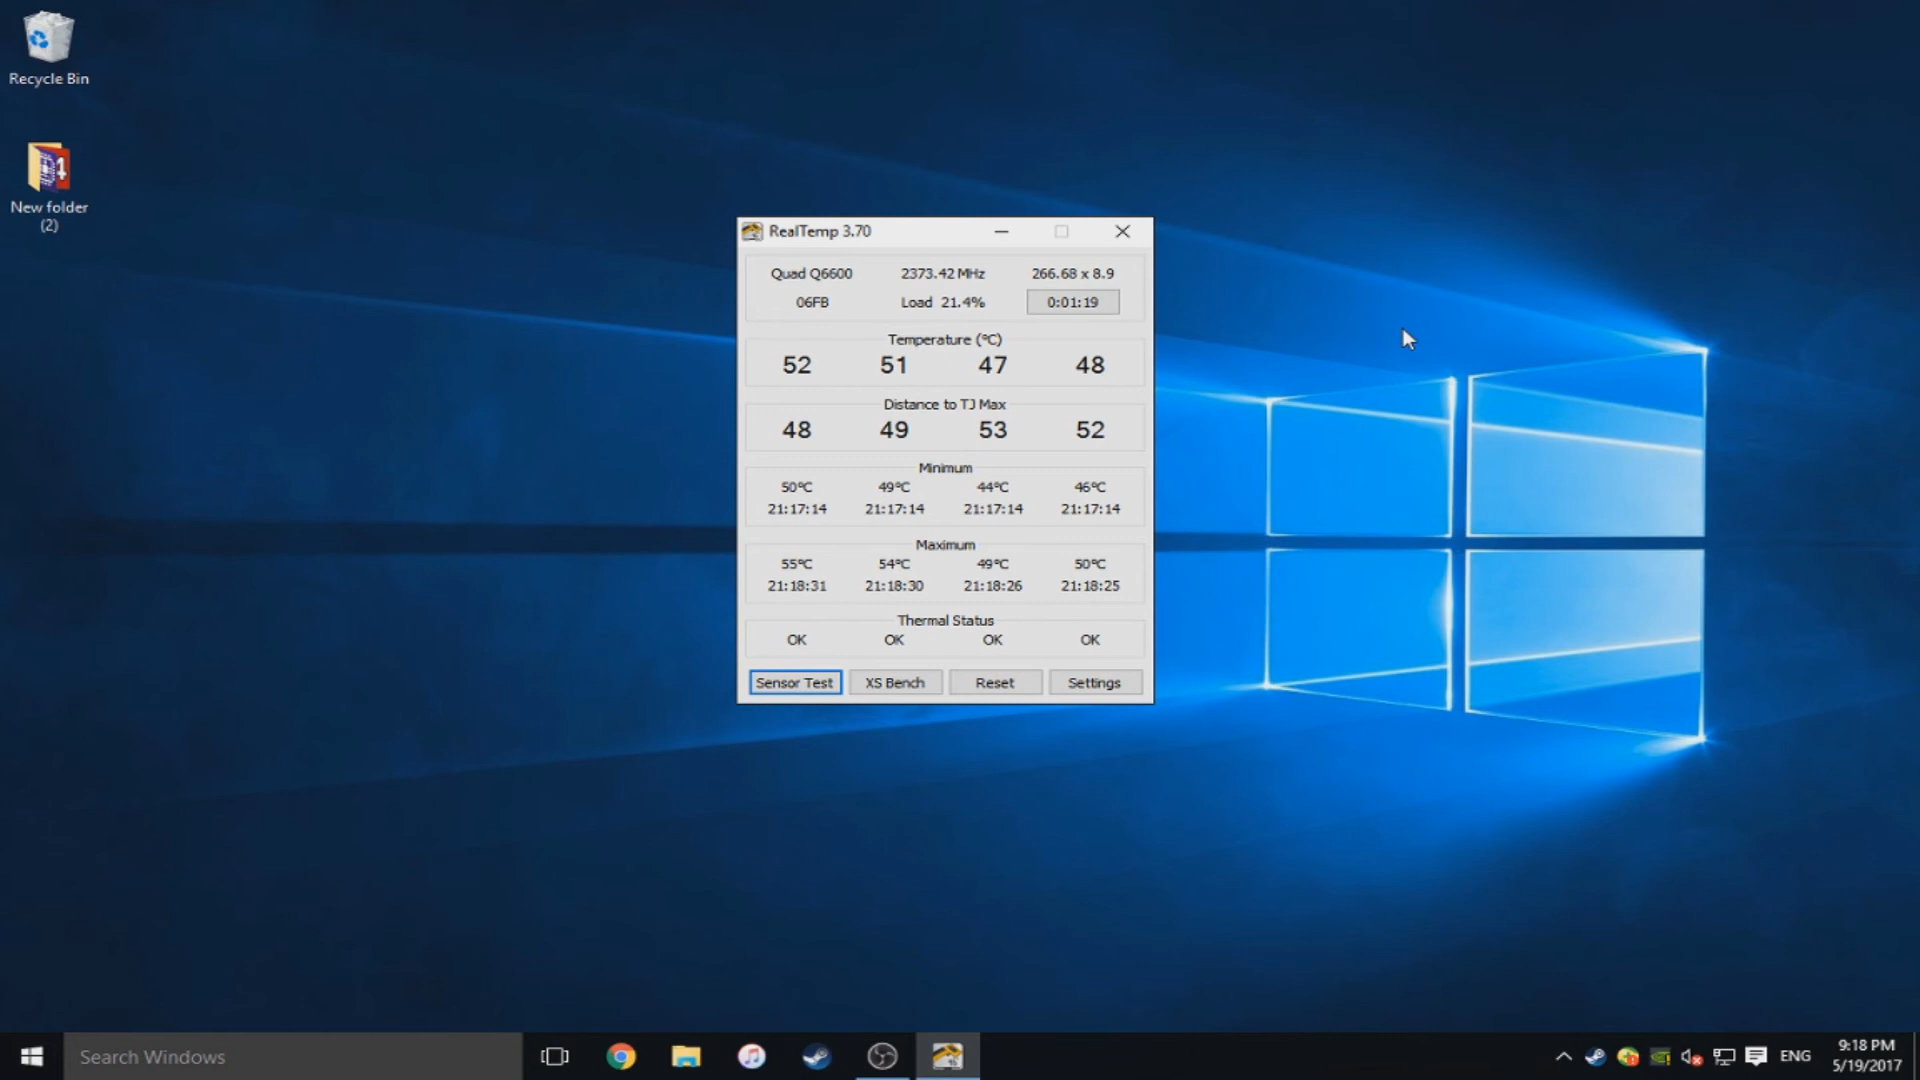 Recycle Bin
New folder
(2)
RealTemp 3.70
Quad Q6600 2373.42 MHz 266.68 x 8.9
06FB Load 21.4% 0:01:19
Temperature (°C)
52 51 47 48
Distance to TJ Max
48 49 53 52
Minimum
50°C 49°C 44°C 46°C
21:17:14 21:17:14 21:17:14 21:17:14
Maximum
55°C 54°C 49°C 50°C
21:18:31 21:18:30 21:18:26 21:18:25
Thermal Status
OK OK OK OK
Sensor Test XS Bench Reset Settings
Search Windows
ENG
9:18 PM
5/19/2017